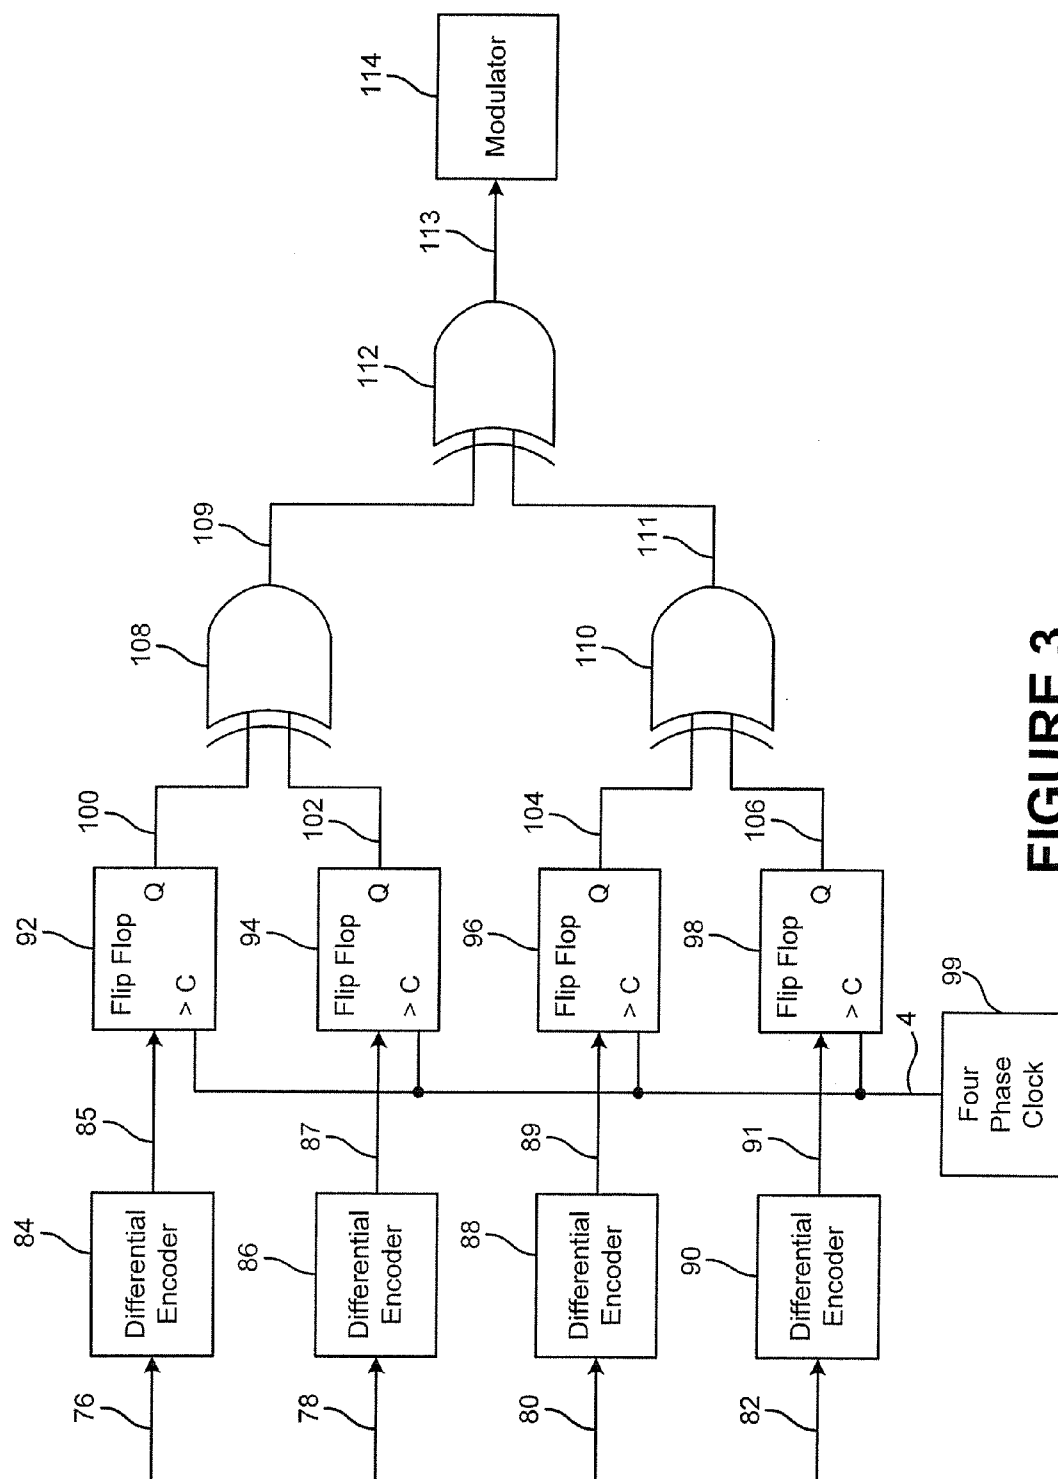 76
84
Differential
Encoder
85
92
Flip Flop
> C
Q
100
108
109
112
113
114
Modulator
78
86
Differential
Encoder
87
94
Flip Flop
> C
Q
102
80
88
Differential
Encoder
89
96
Flip Flop
> C
Q
104
110
111
82
90
Differential
Encoder
91
98
Flip Flop
> C
Q
106
4
99
Four
Phase
Clock
FIGURE 3